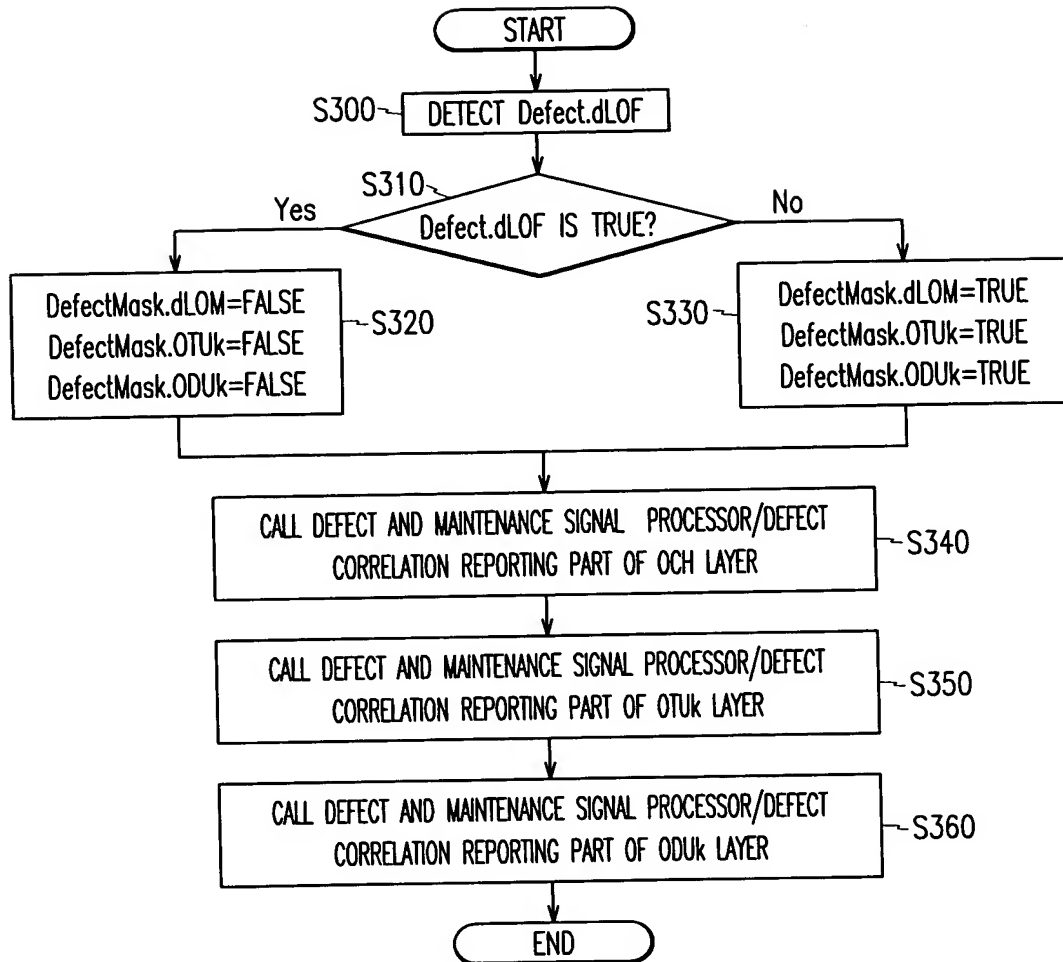 START
S300
DETECT Defect.dLOF
S310
Yes
Defect.dLOF IS TRUE?
No
DefectMask.dLOM=FALSE
DefectMask.OTUk=FALSE
DefectMask.ODUk=FALSE
S320
S330
DefectMask.dLOM=TRUE
DefectMask.OTUk=TRUE
DefectMask.ODUk=TRUE
CALL DEFECT AND MAINTENANCE SIGNAL PROCESSOR/DEFECT
CORRELATION REPORTING PART OF OCH LAYER
S340
CALL DEFECT AND MAINTENANCE SIGNAL PROCESSOR/DEFECT
CORRELATION REPORTING PART OF OTUk LAYER
S350
CALL DEFECT AND MAINTENANCE SIGNAL PROCESSOR/DEFECT
CORRELATION REPORTING PART OF ODUk LAYER
S360
END